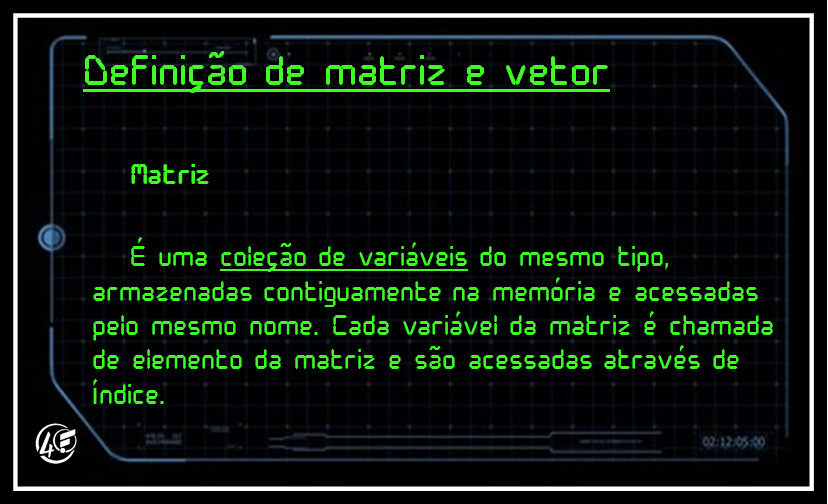 Definição de matriz e vetor
Matriz
É uma coleção de variáveis do mesmo tipo,
armazenadas contiguamente na memória e acessadas
pelo mesmo nome. Cada variável da matriz é chamada
de elemento da matriz e são acessadas através de
índice.
02:12:05:00